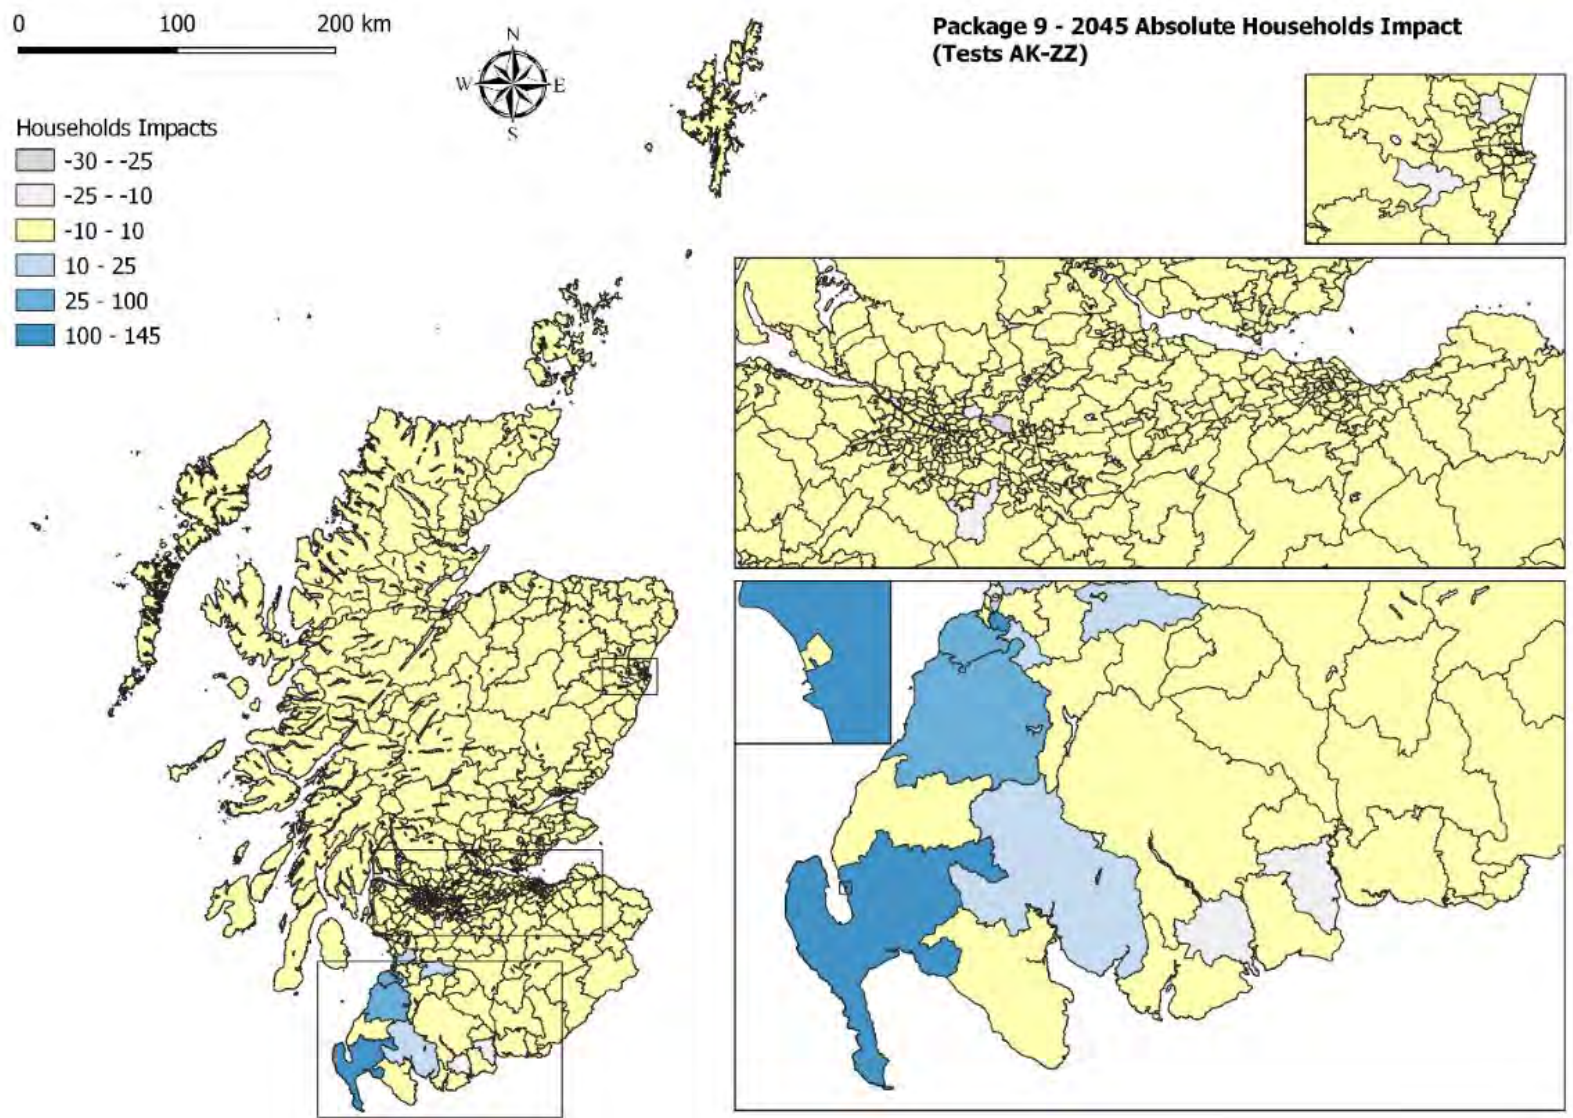 0 100 200 km
Package 9 - 2045 Absolute Households Impact
(Tests AK-ZZ)
N
W E
S
Households Impacts
-30 - -25
-25 - -10
-10 - 10
10 - 25
25 - 100
100 - 145